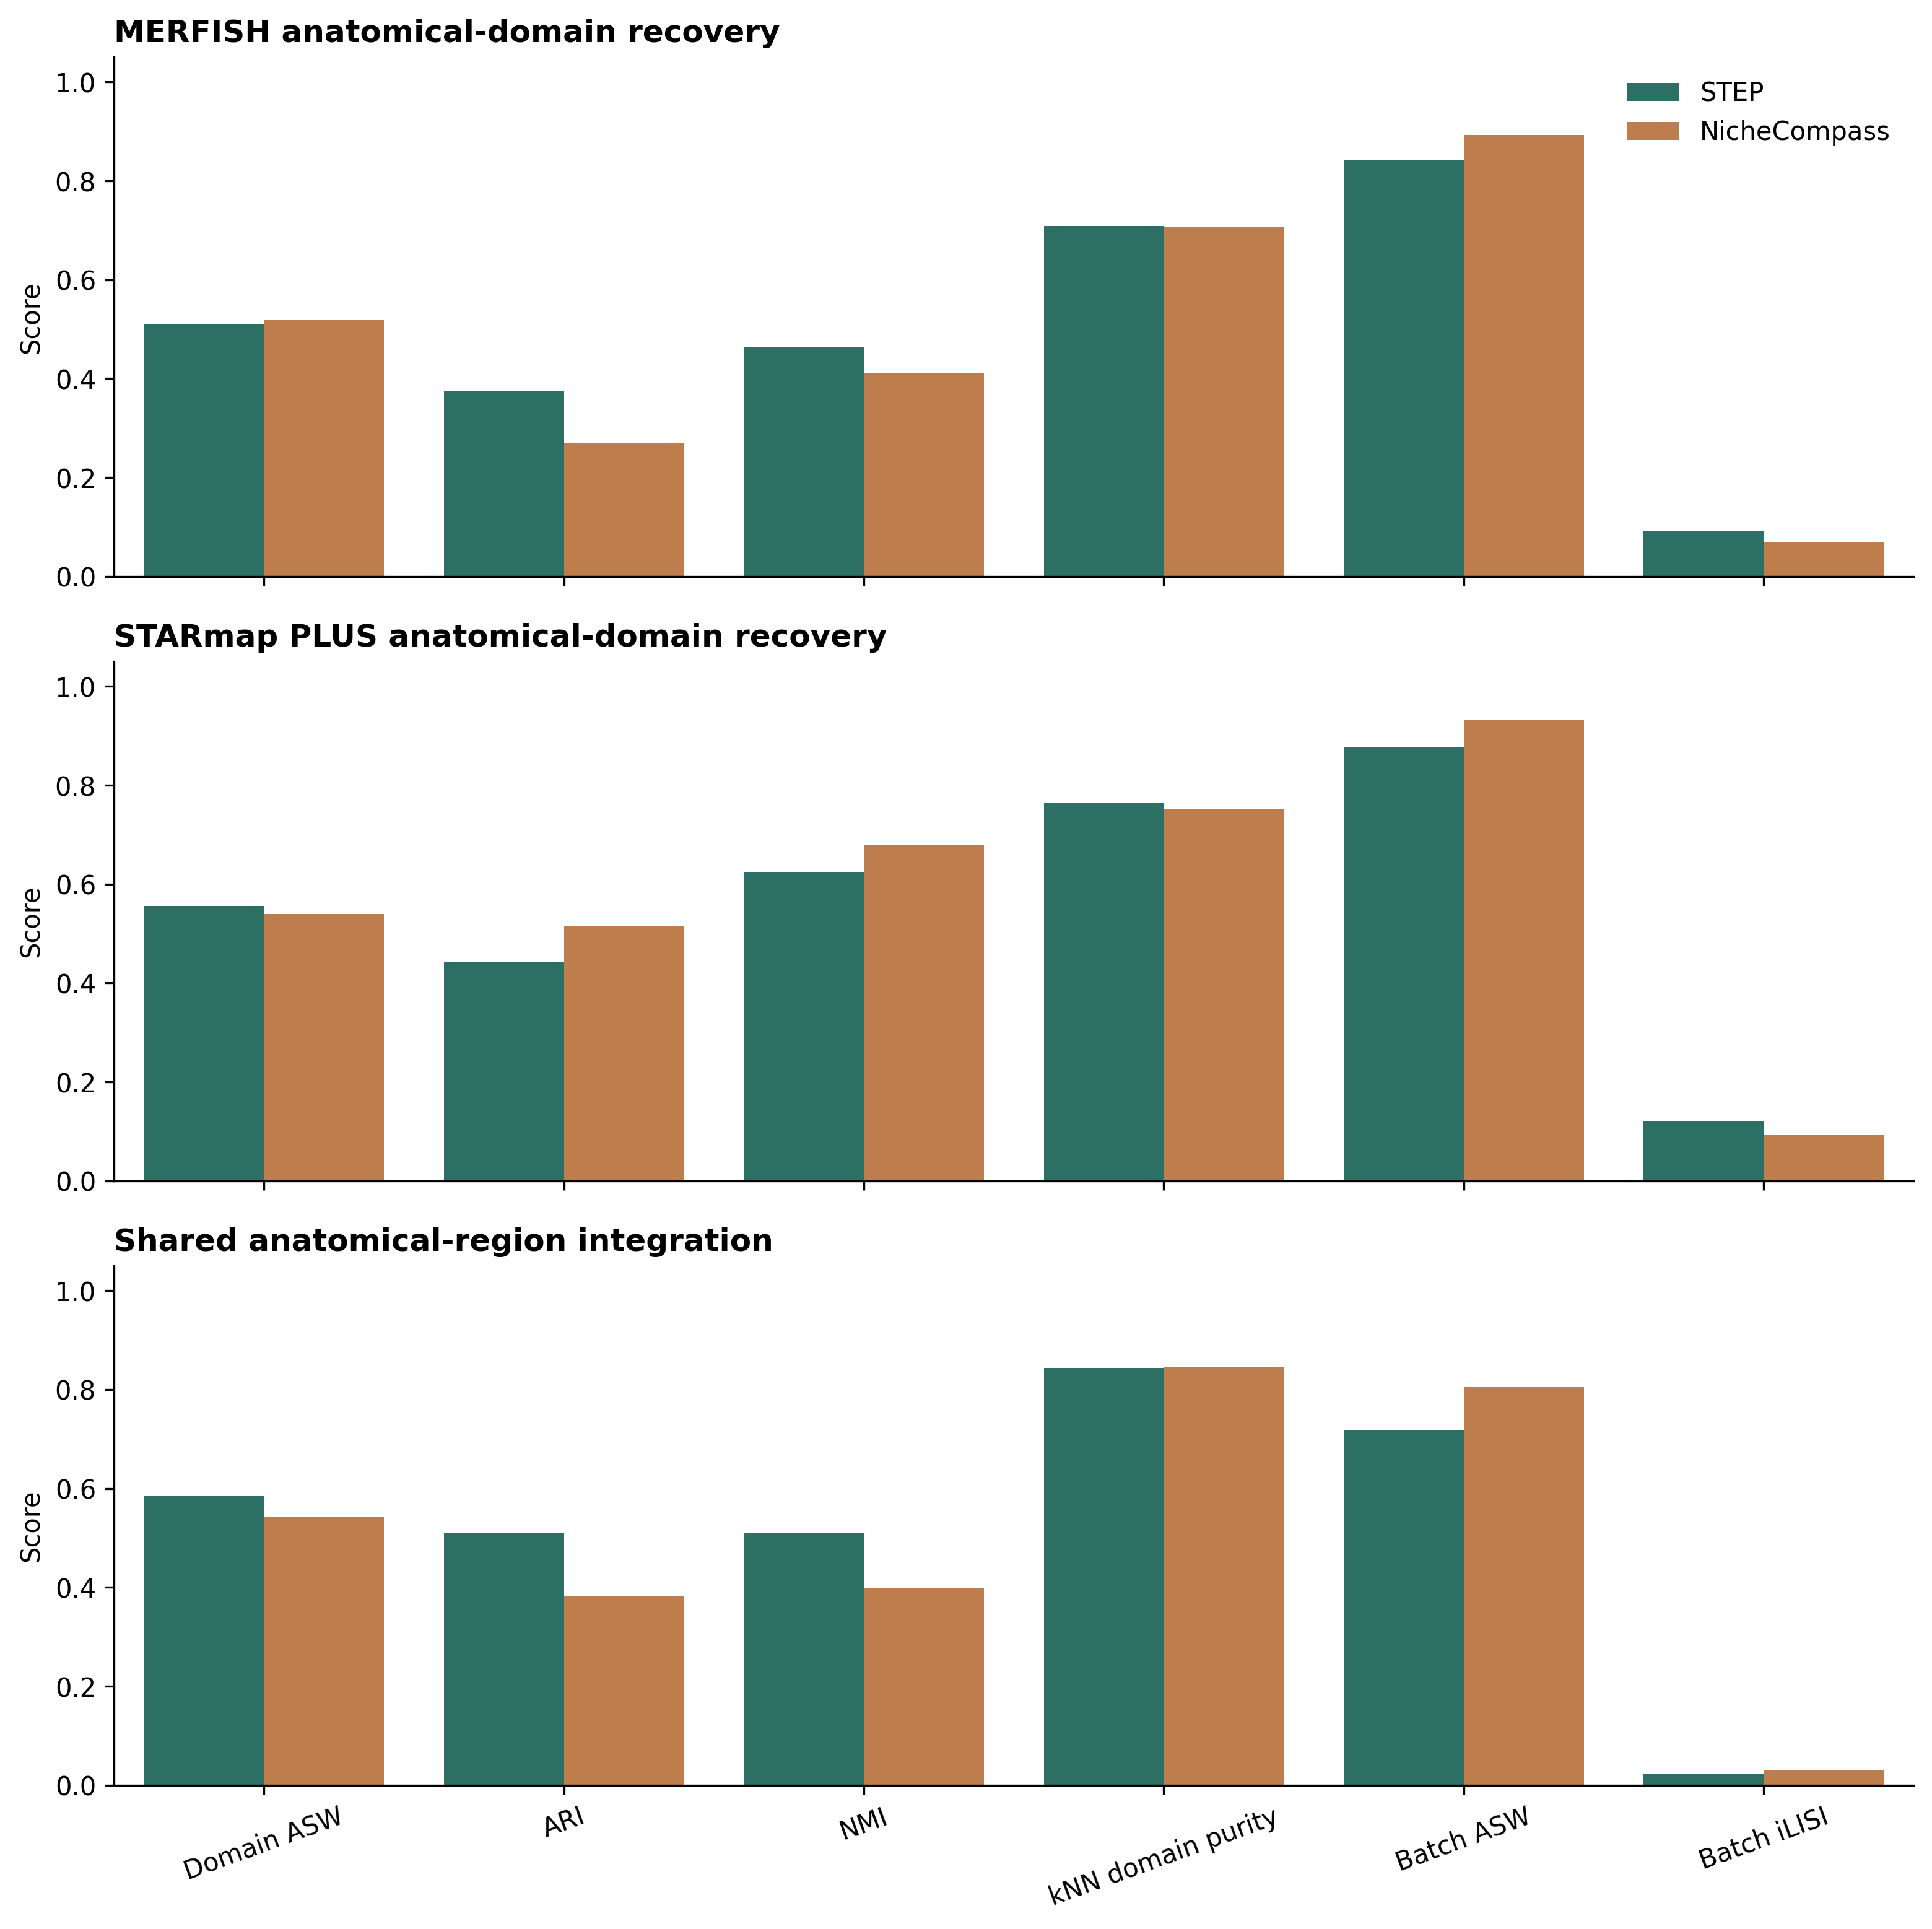 MERFISH anatomical-domain recovery
1.0
0.8
0.6
0.4
0.2
0.0
Score
STEP
NicheCompass
STARmap PLUS anatomical-domain recovery
1.0
0.8
0.6
0.4
0.2
0.0
Score
Shared anatomical-region integration
1.0
0.8
0.6
0.4
0.2
0.0
Score
Domain ASW
ARI
NMI
kNN domain purity
Batch ASW
Batch iLISI